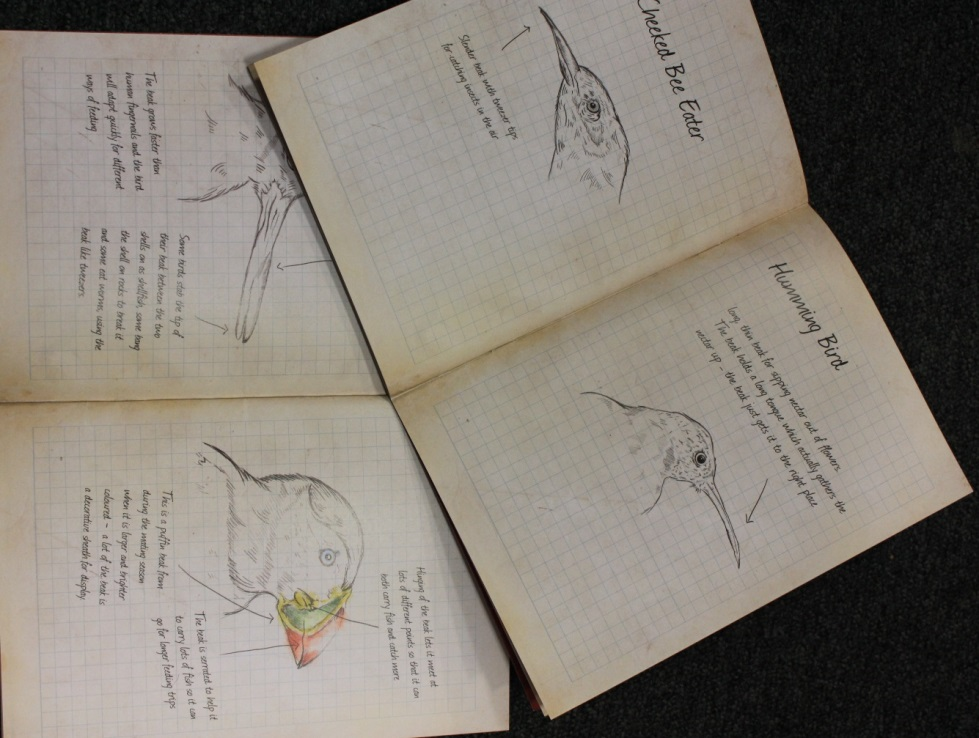 Cheeked Bee Eater
Slender beak with tweezer tips
for catching insects in the air
Humming Bird
long, thin beak for sipping nectar out of flowers.
The beak holds a long tongue which actually gathers the
nectar up - the beak just gets it to the right place
The beak grows faster than
human fingernails and the bird
will adapt quickly for different
ways of feeding
Some birds stab the tip of
their beak between the two
shells on as shellfish, some bang
the shell on rocks to break it
and some eat worms, using the
beak like tweezers.
Hinging of the beak lets it meet at
lots of different points so that it can
both carry fish and catch more
This is a puffin beak from
during the mating season
when it is larger and brighter
coloured - a lot of the beak is
a decorative sheath for display.
The beak is serrated to help it
to carry lots of fish so it can
go for longer feeding trips